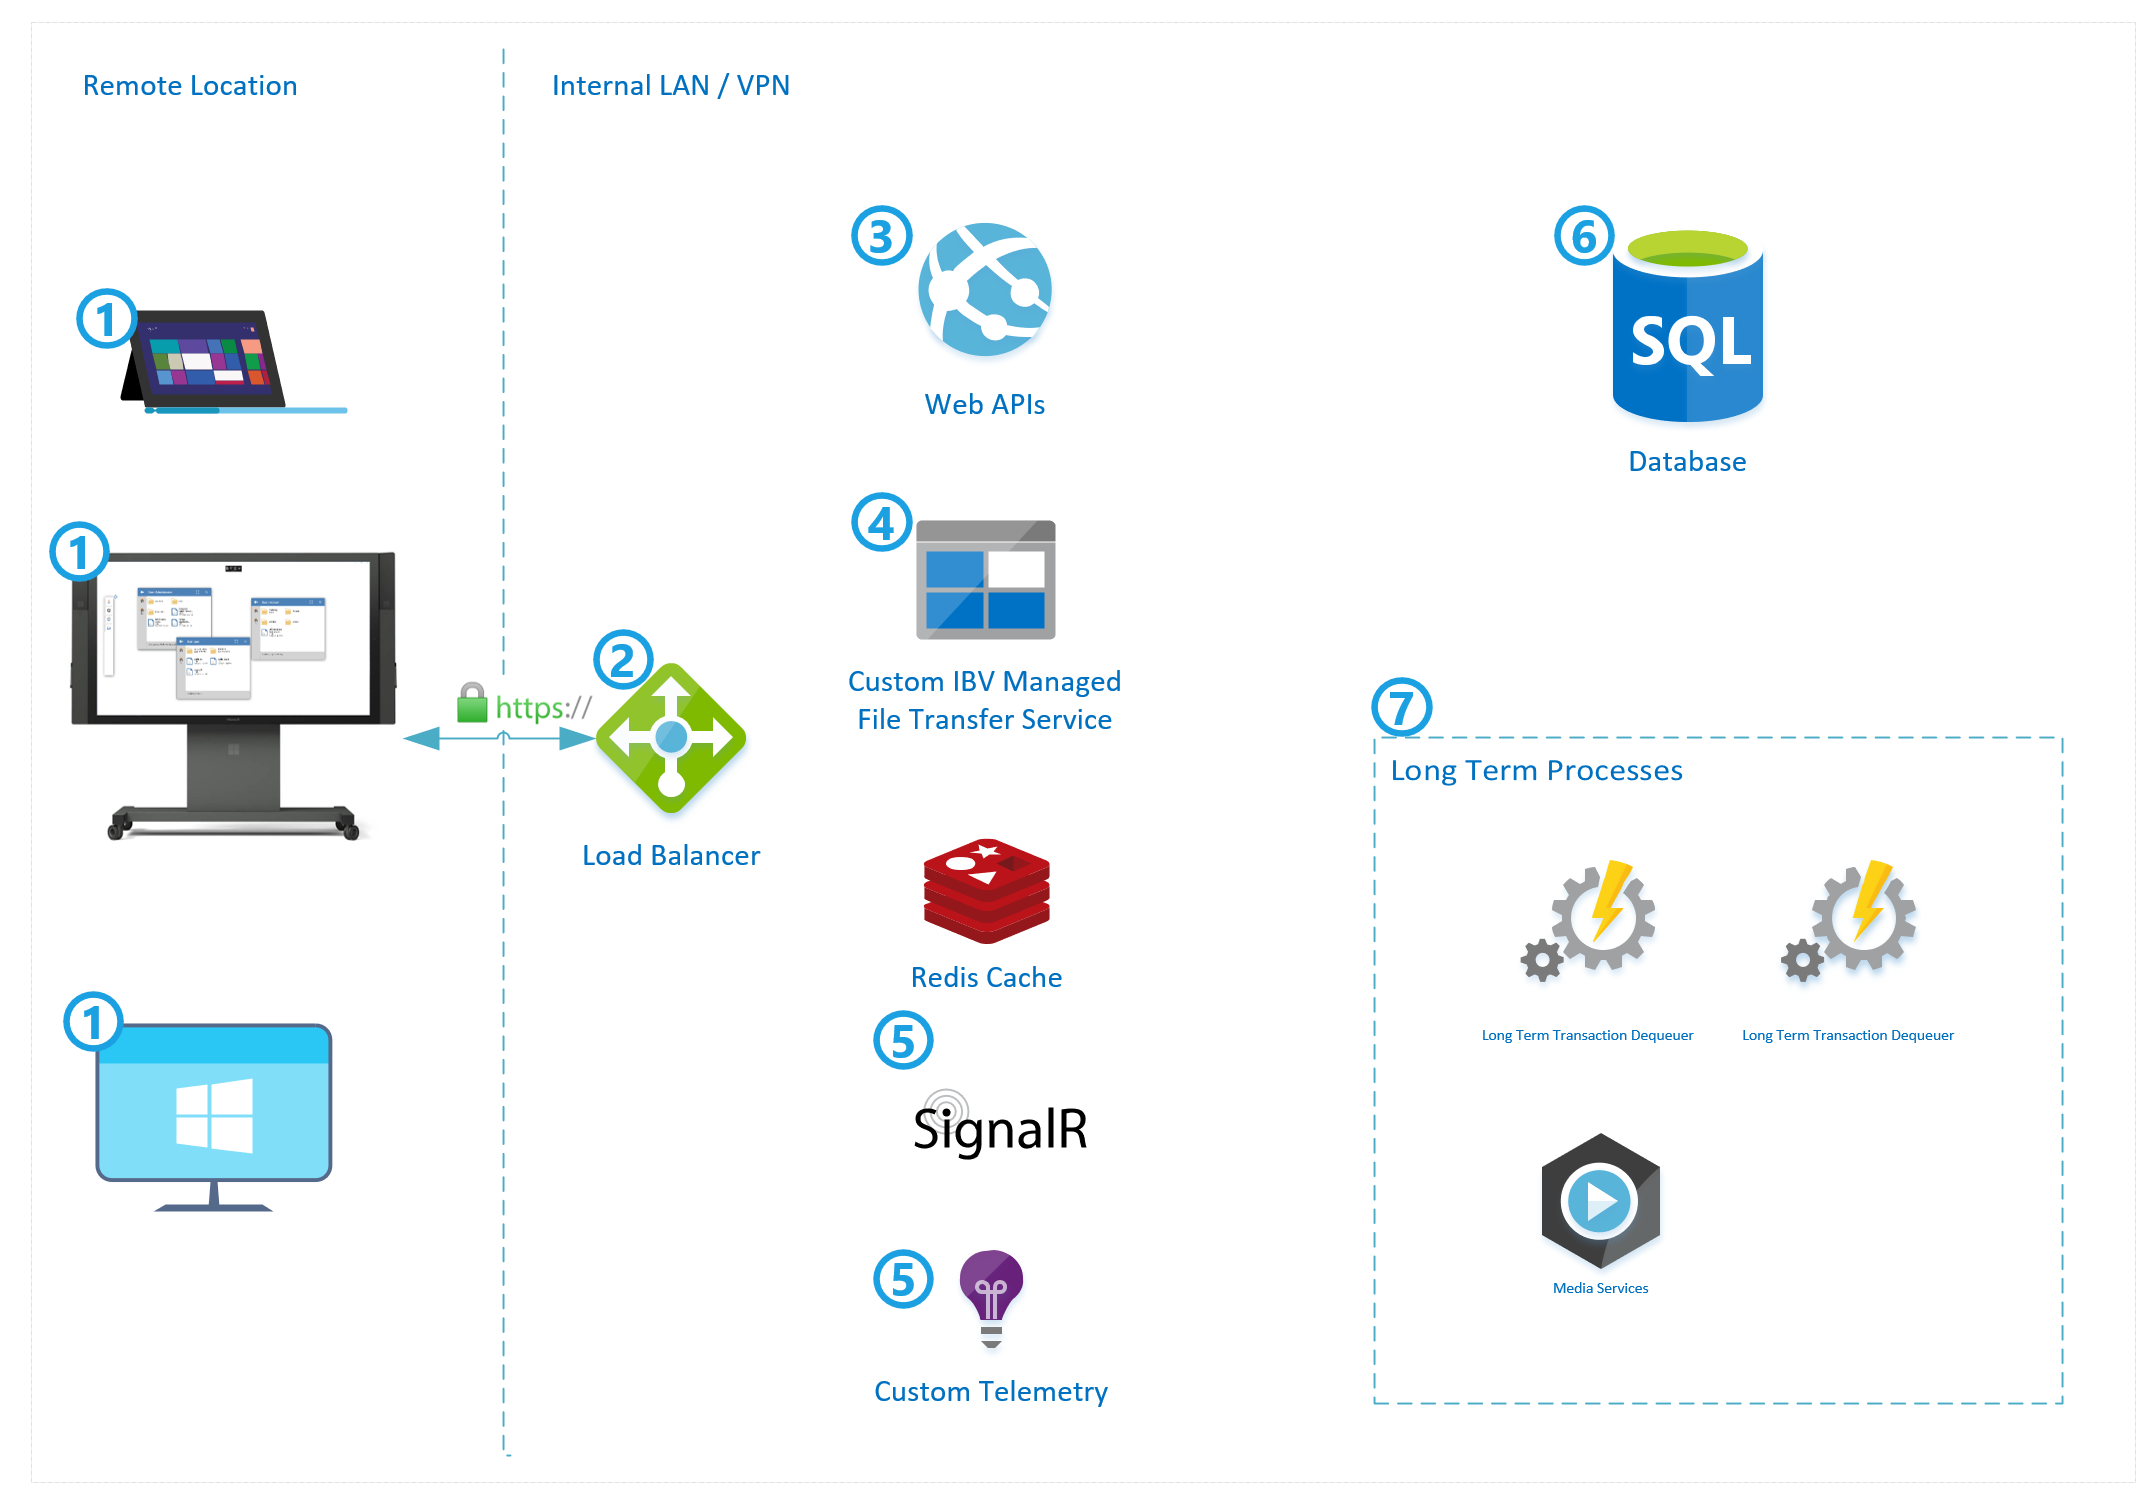 Remote Location
Internal LAN / VPN
1
3
Web APIs
6
SQL
Database
1
4
Custom IBV Managed
File Transfer Service
https://
2
Load Balancer
Redis Cache
7
Long Term Processes
Long Term Transaction Dequeuer
Long Term Transaction Dequeuer
1
5
SignalR
Media Services
5
Custom Telemetry